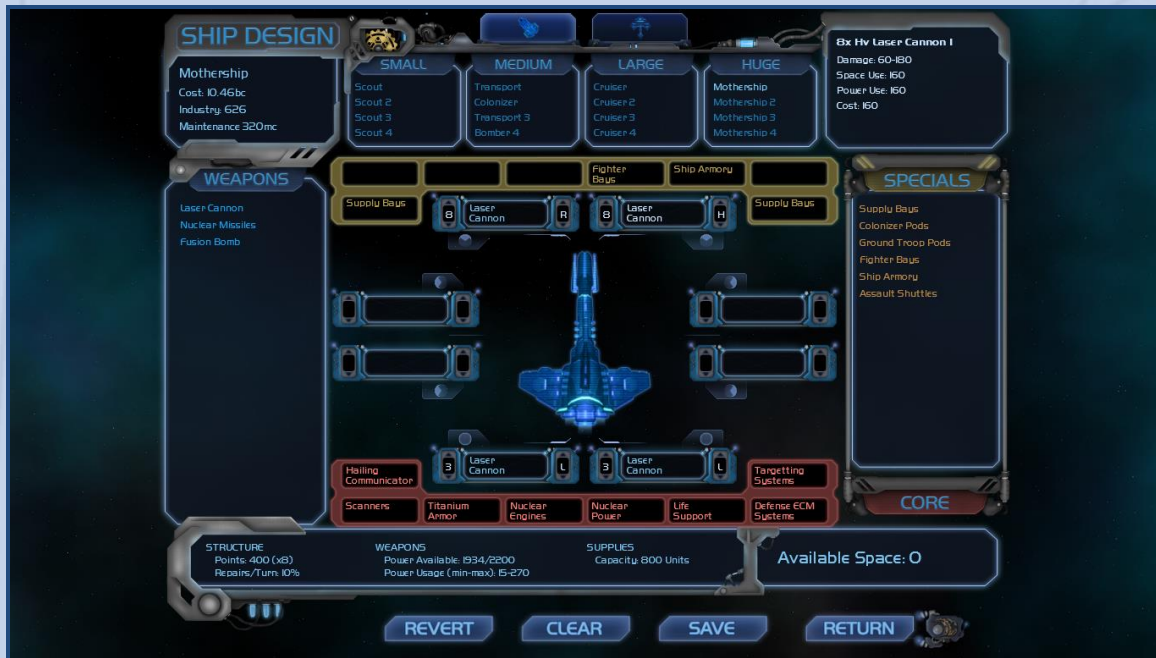 SHIP DESIGN
Mothership
Cost: 10.46bc
Industry: 626
Maintenance 320mc
SMALL
Scout
Scout 2
Scout 3
Scout 4
MEDIUM
Transport
Colonizer
Transport 3
Bomber 4
LARGE
Cruiser
Cruiser 2
Cruiser 3
Cruiser 4
HUGE
Mothership
Mothership 2
Mothership 3
Mothership 4
8x Hv Laser Cannon 1
Damage: 60-180
Space Use: 160
Power Use: 160
Cost: 160
WEAPONS
Laser Cannon
Nuclear Missiles
Fusion Bomb
Fighter
Bays
Ship Armory
Supply Bays
8
Laser
Cannon
R
8
Laser
Cannon
H
Supply Bays
SPECIALS
Supply Bays
Colonizer Pods
Ground Troop Pods
Fighter Bays
Ship Armory
Assault Shuttles
3
Laser
Cannon
L
3
Laser
Cannon
L
Hailing
Communicator
Targetting
Systems
Scanners
Titanium
Armor
Nuclear
Engines
Nuclear
Power
Life
Support
Defense ECM
Systems
CORE
STRUCTURE
Points: 400 (x8)
Repairs/Turn: 10%
WEAPONS
Power Available: 1934/2200
Power Usage (min-max): 15-270
SUPPLIES
Capacity: 800 Units
Available Space: 0
REVERT
CLEAR
SAVE
RETURN